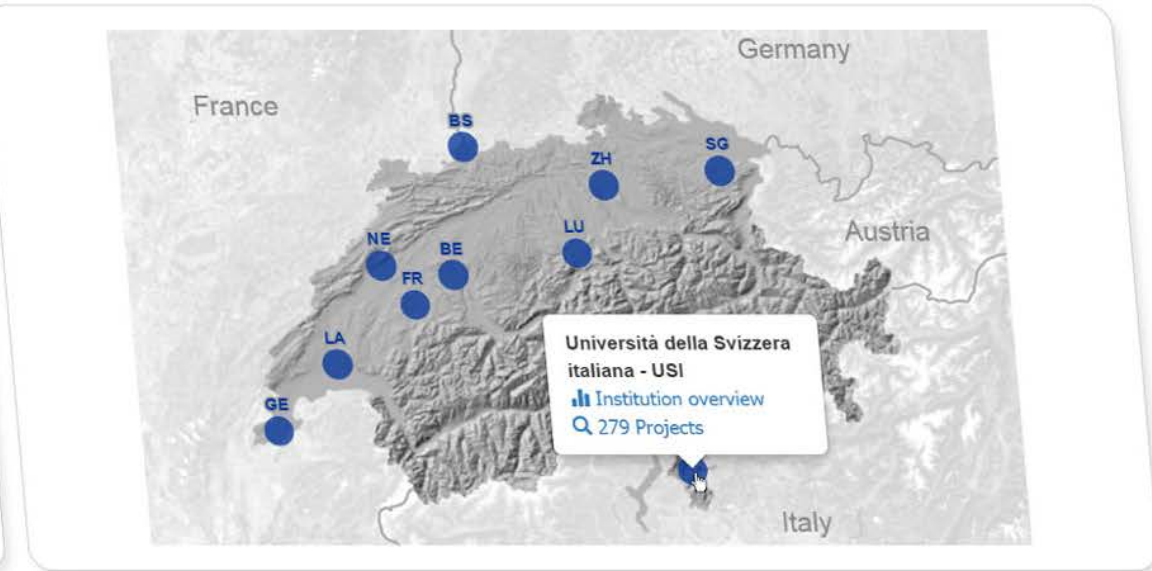 Germany
France
BS
ZH
SG
LU
NE
BE
Austria
FR
LA
GE
Università della Svizzera
italiana - USI
Institution overview
279 Projects
Italy